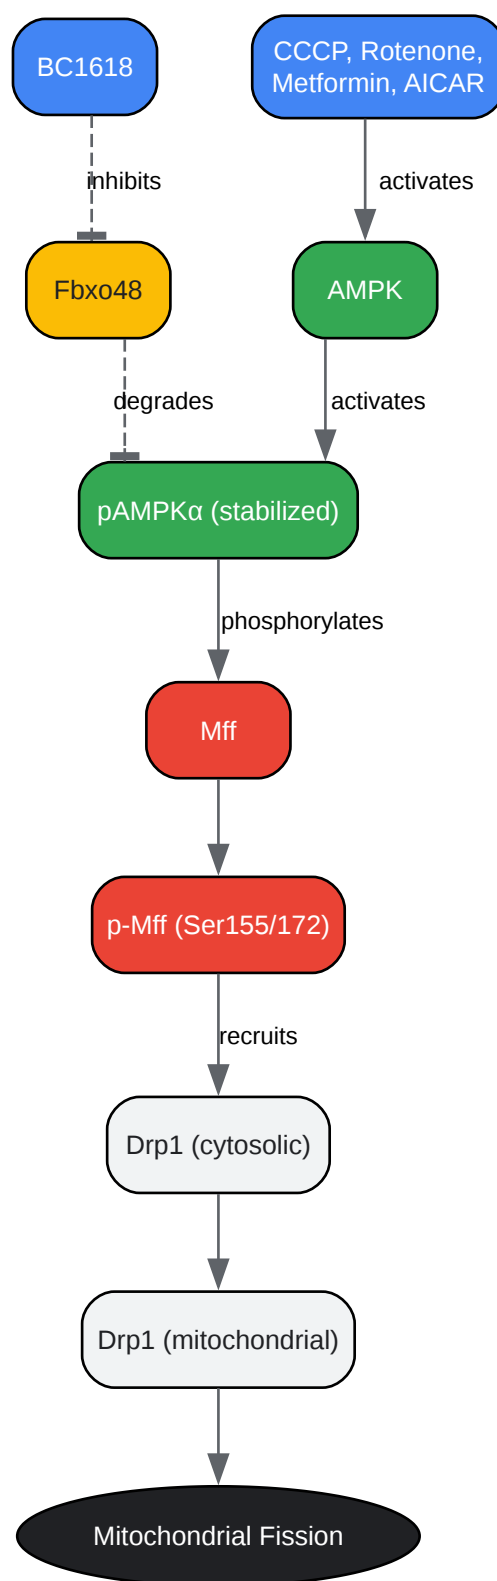 BC1618
CCCP, Rotenone,
Metformin, AICAR
inhibits
activates
Fbxo48
AMPK
degrades
activates
pAMPKα (stabilized)
phosphorylates
Mff
p-Mff (Ser155/172)
recruits
Drp1 (cytosolic)
Drp1 (mitochondrial)
Mitochondrial Fission